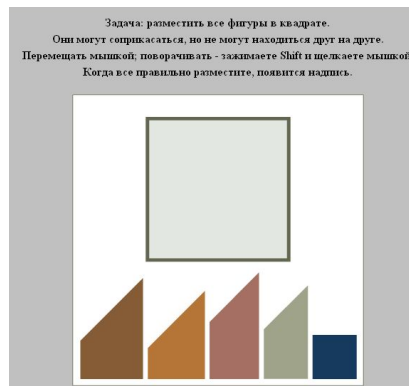 Задача: разместить все фигуры в квадрате.
Они могут соприкасаться, но не могут находиться друг на друге.
Перемещать мышкой; поворачивать - зажимаете Shift и щелкаете мышкой
Когда все правильно разместите, появится надпись.